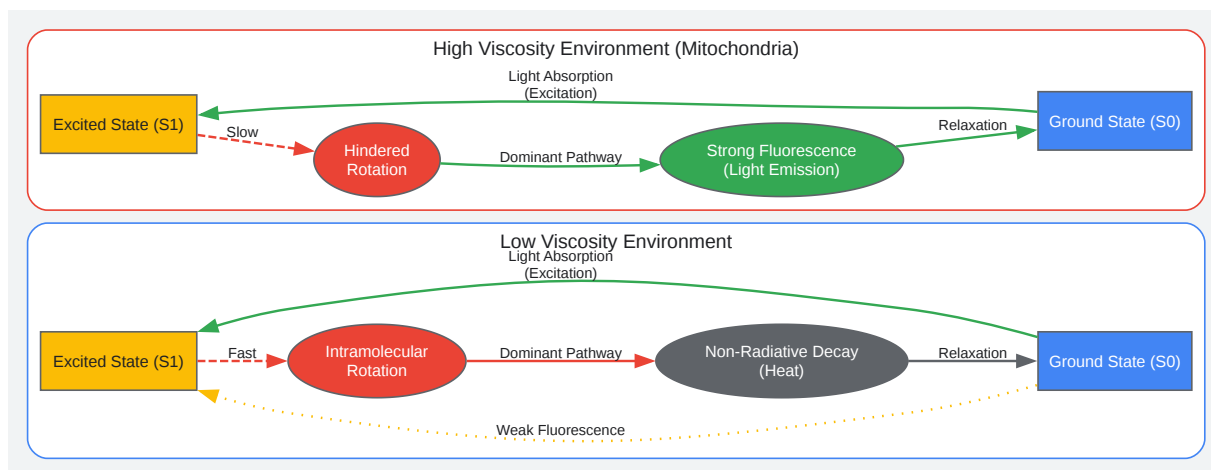 High Viscosity Environment (Mitochondria)
Light Absorption
(Excitation)
Excited State (S1)
Slow
Hindered
Rotation
Dominant Pathway
Strong Fluorescence
(Light Emission)
Relaxation
Ground State (S0)
Low Viscosity Environment
Light Absorption
(Excitation)
Excited State (S1)
Fast
Intramolecular
Rotation
Dominant Pathway
Non-Radiative Decay
(Heat)
Relaxation
Ground State (S0)
Weak Fluorescence